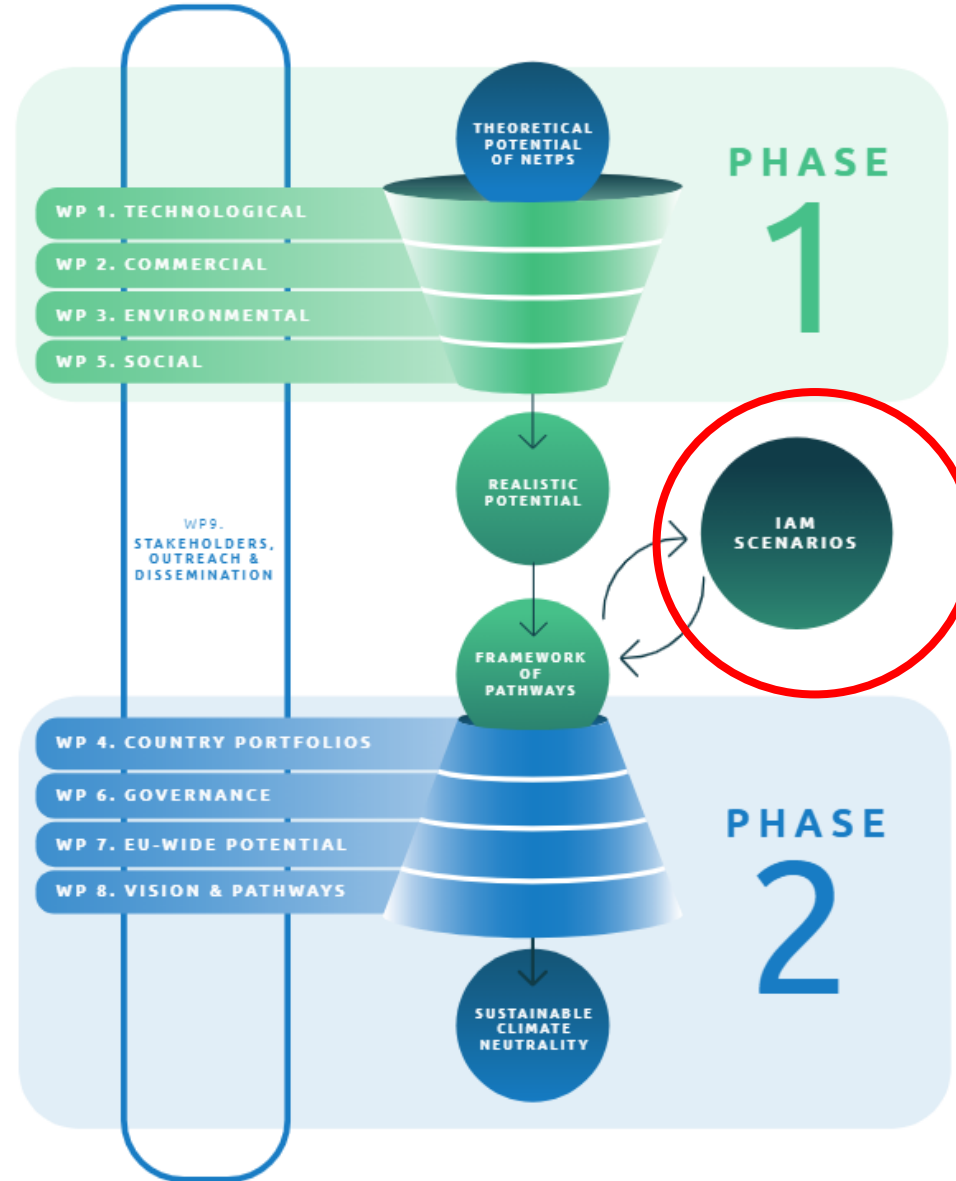 THEORETICAL
POTENTIAL
OF NETPS
PHASE
1
WP 1. TECHNOLOGICAL
WP 2. COMMERCIAL
WP 3. ENVIRONMENTAL
WP 5. SOCIAL
REALISTIC
POTENTIAL
IAM
SCENARIOS
WP9.
STAKEHOLDERS,
OUTREACH &
DISSEMINATION
FRAMEWORK
OF
PATHWAYS
WP 4. COUNTRY PORTFOLIOS
WP 6. GOVERNANCE
WP 7. EU-WIDE POTENTIAL
WP 8. VISION & PATHWAYS
PHASE
2
SUSTAINABLE
CLIMATE
NEUTRALITY